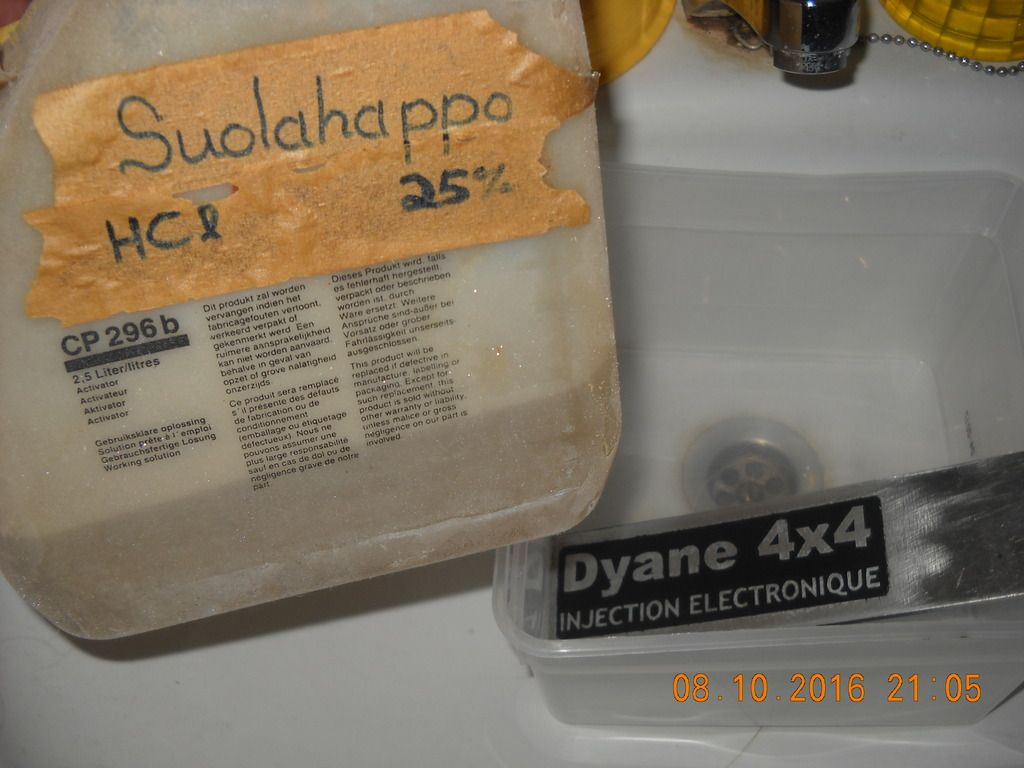 Suolahappo
HCl 25%
CP 296 b
2,5 Liter/litres
Activator
Activateur
Aktivator
Activator
Gebruiksklare oplossing
Solution prête à l'emploi
Gebrauchsfertige Lösung
Working solution
Dit produkt zal worden
vervangen indien het
fabricagefouten vertoont,
verkeerd verpakt of
gekenmerkt werd. Een
ruimere aansprakelijkheid
kan niet worden aanvaard,
behalve in geval van
opzet of grove nalatigheid
onzerzijds.
Ce produit sera remplacé
s'il présente des défauts
de fabrication ou de
conditionnement
(emballage ou étiquetage
défectueux). Nous ne
pouvons assumer une
plus large responsabilité
sauf en cas de dol ou de
négligence grave de notre
part.
Dieses Produkt wird, falls
es fehlerhaft hergestellt,
verpackt oder beschrieben
worden ist, durch
Ware ersetzt. Weitere
Ansprüche sind-außer bei
Vorsatz oder grober
Fahrlässigkeit unserseits-
ausgeschlossen.
This product will be
replaced if defective in
manufacture, labelling or
packaging. Except for
such replacement, this
product is sold without
other warranty or liability,
unless malice or gross
negligence on our part is
involved.
Dyane 4x4
INJECTION ELECTRONIQUE
08.10.2016 21:05